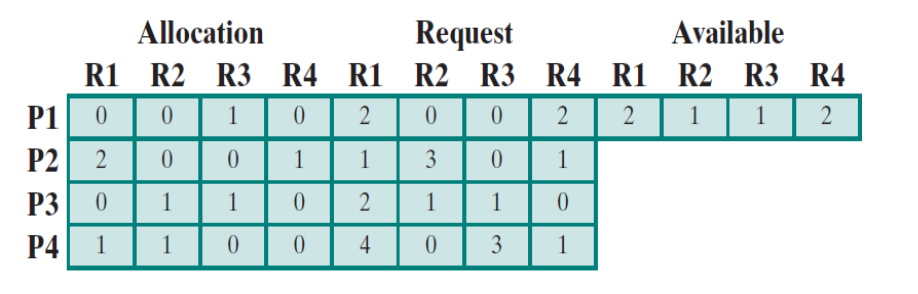 Allocation Request Available
R1 R2 R3 R4 R1 R2 R3 R4 R1 R2 R3 R4
P1 0 0 1 0 2 0 0 2 2 1 1 2
P2 2 0 0 1 1 3 0 1
P3 0 1 1 0 2 1 1 0
P4 1 1 0 0 4 0 3 1